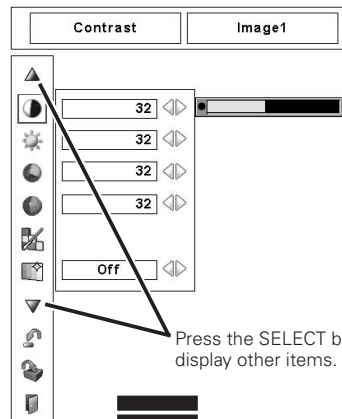 Contrast
Image1
32
32
32
32
Off
Press the SELECT
display other items.